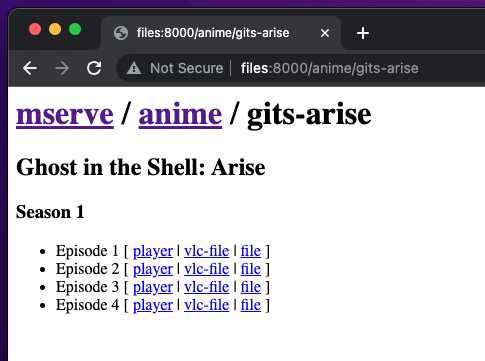 files:8000/anime/gits-arise
Not Secure | files:8000/anime/gits-arise
mserve / anime / gits-arise
Ghost in the Shell: Arise
Season 1
• Episode 1 [ player | vlc-file | file ]
• Episode 2 [ player | vlc-file | file ]
• Episode 3 [ player | vlc-file | file ]
• Episode 4 [ player | vlc-file | file ]